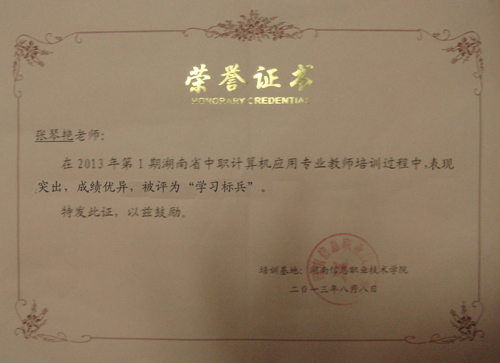 荣誉证书
HONORARY CREDENTIAL
张琴艳老师：
在2013年第1期湖南省中职计算机应用专业教师培训过程中，表现
突出，成绩优异，被评为“学习标兵”。
特发此证，以兹鼓励。
培训基地：湖南信息职业技术学院
二○一三年八月八日